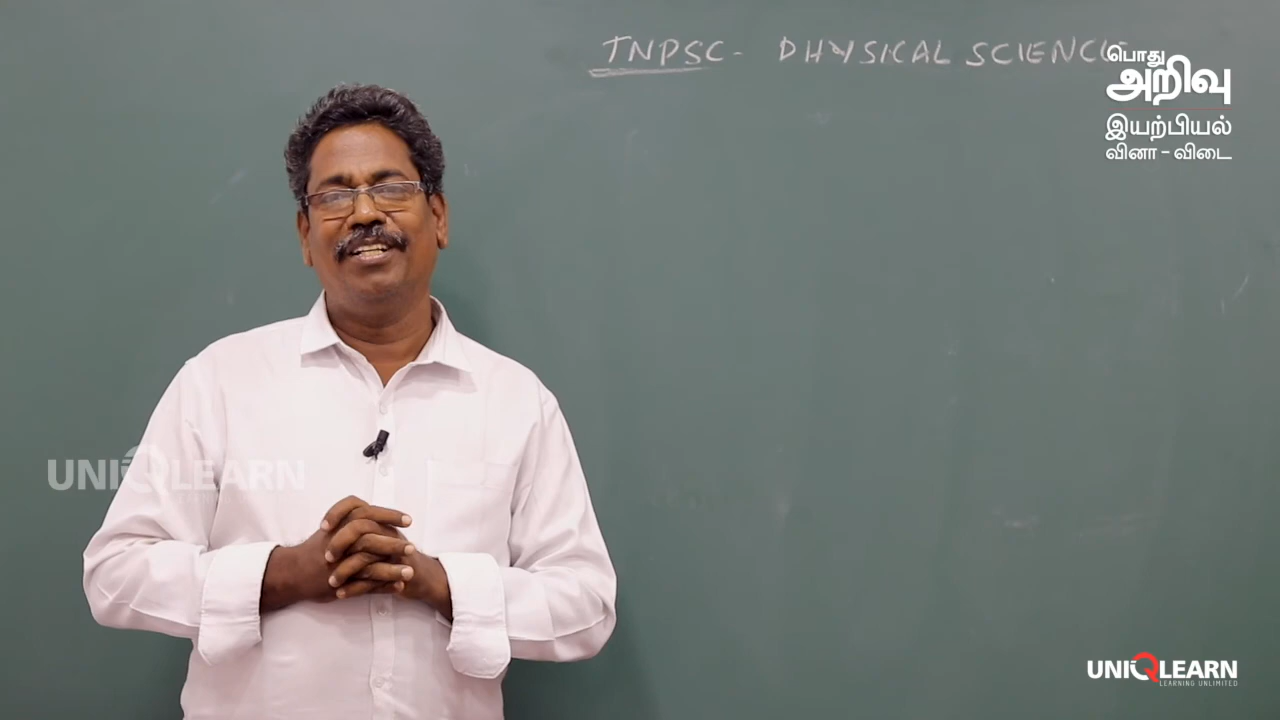 TNPSC - PHYSICAL SCIENCE
பொது
அறிவு
இயற்பியல்
வினா - விடை
UNIQLEARN
UNIQLEARN
LEARNING UNLIMITED